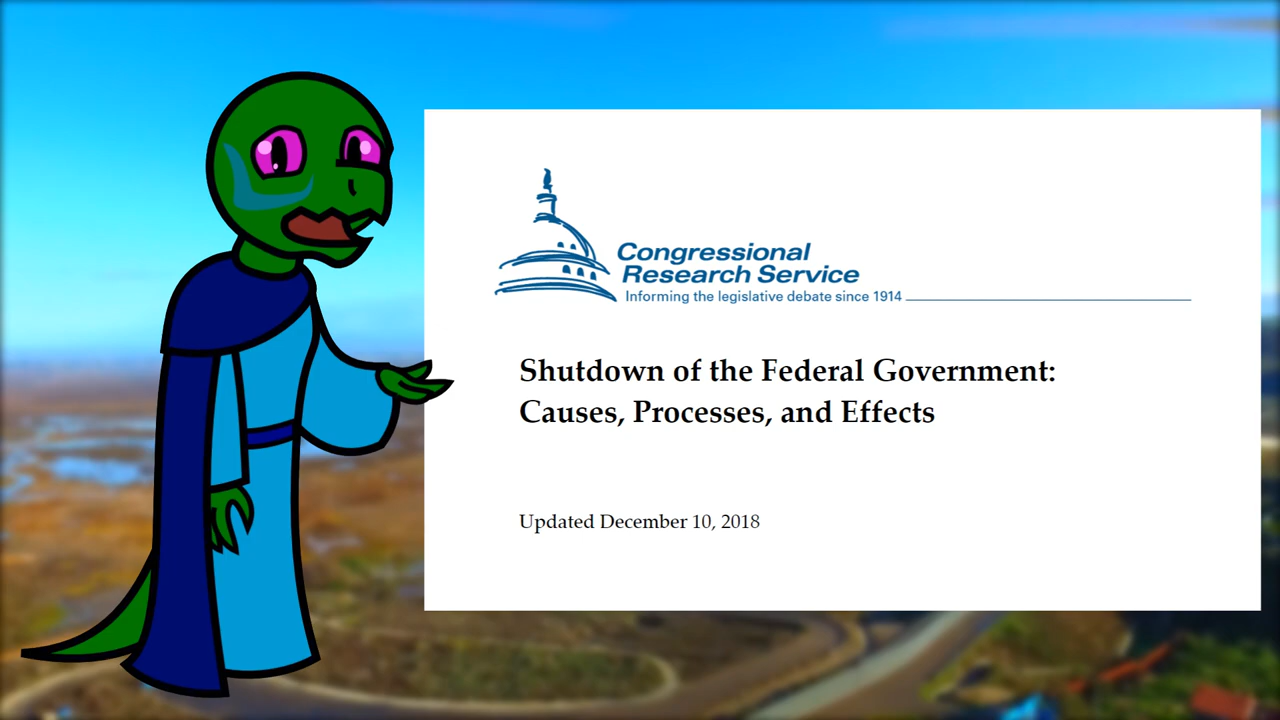 Congressional
Research Service
Informing the legislative debate since 1914
Shutdown of the Federal Government:
Causes, Processes, and Effects
Updated December 10, 2018